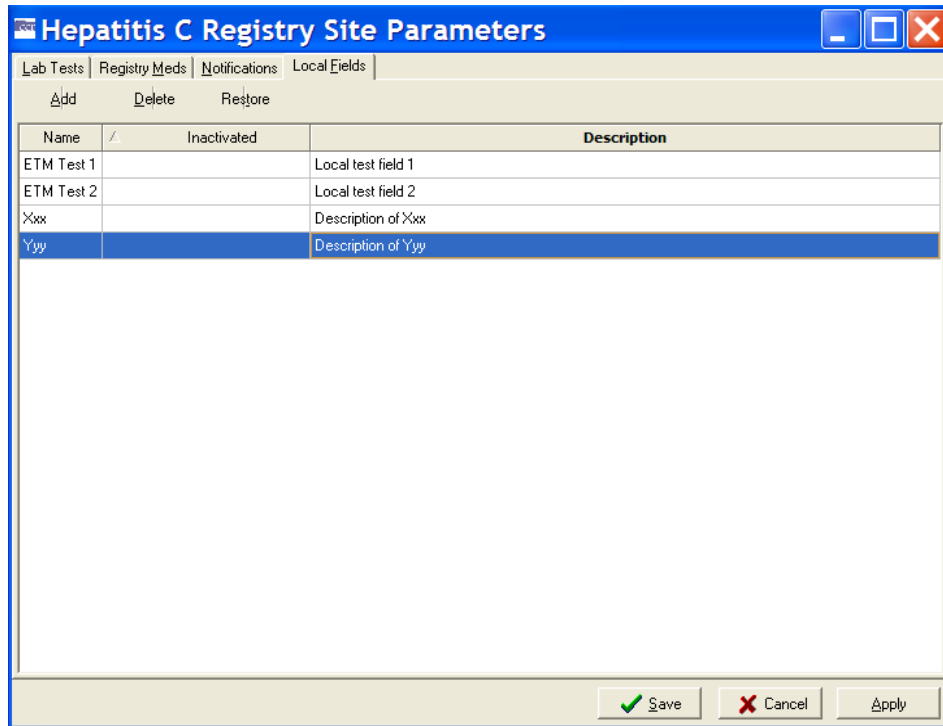 Hepatitis C Registry Site Parameters
Lab Tests Registry Meds Notifications Local Fields
Add Delete Restore
Name Inactivated Description
ETM Test 1 Local test field 1
ETM Test 2 Local test field 2
Xxx Description of Xxx
Yyy Description of Yyy
Save Cancel Apply